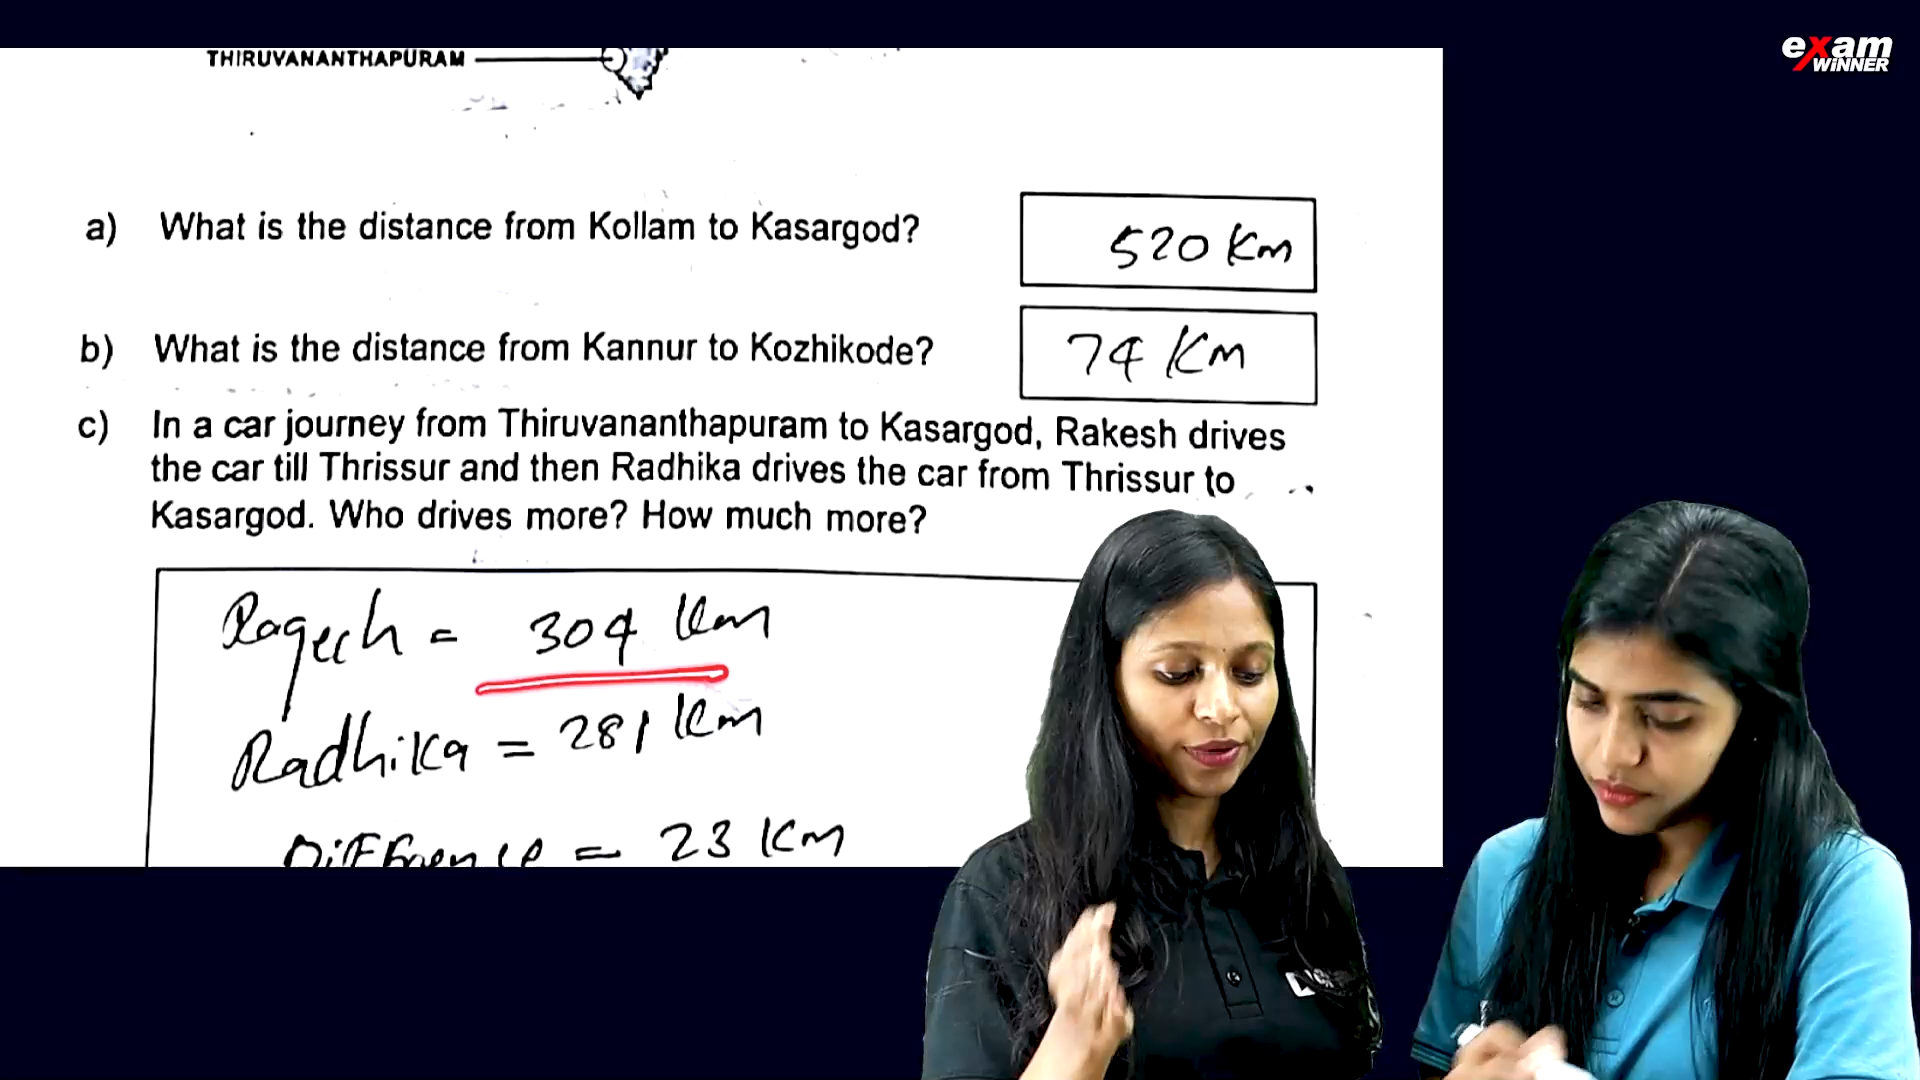 exam
WINNER
THIRUVANANTHAPURAM
a) What is the distance from Kollam to Kasargod?
520 Km
b) What is the distance from Kannur to Kozhikode?
74 Km
c) In a car journey from Thiruvananthapuram to Kasargod, Rakesh drives
the car till Thrissur and then Radhika drives the car from Thrissur to
Kasargod. Who drives more? How much more?
= 304 Km
Radhika = 281 Km
= 23 Km